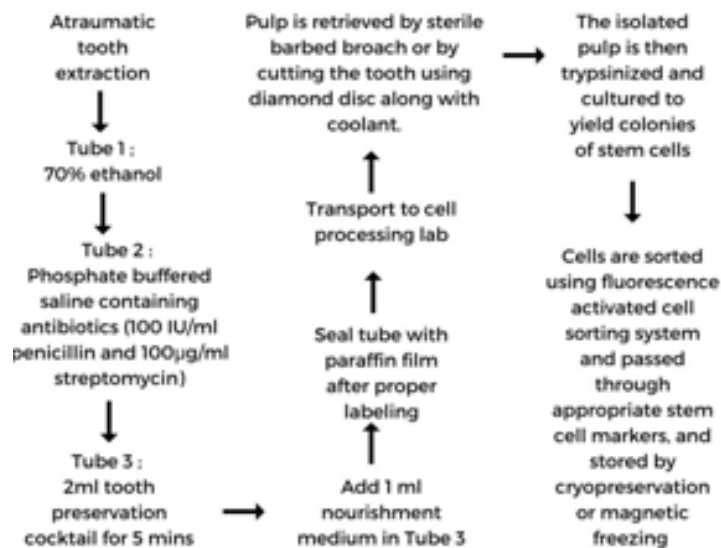 Atraumatic
tooth
extraction
Tube 1 :
70% ethanol
Tube 2 :
Phosphate buffered
saline containing
antibiotics (100 IU/ml
penicillin and 100µg/ml
streptomycin)
Tube 3 :
2ml tooth
preservation
cocktail for 5 mins
Add 1 ml
nourishment
medium in Tube 3
Seal tube with
paraffin film
after proper
labeling
Transport to cell
processing lab
Pulp is retrieved by sterile
barbed broach or by
cutting the tooth using
diamond disc along with
coolant.
The isolated
pulp is then
trypsinized and
cultured to
yield colonies
of stem cells
Cells are sorted
using fluorescence
activated cell
sorting system
and passed
through
appropriate stem
cell markers, and
stored by
cryopreservation
or magnetic
freezing